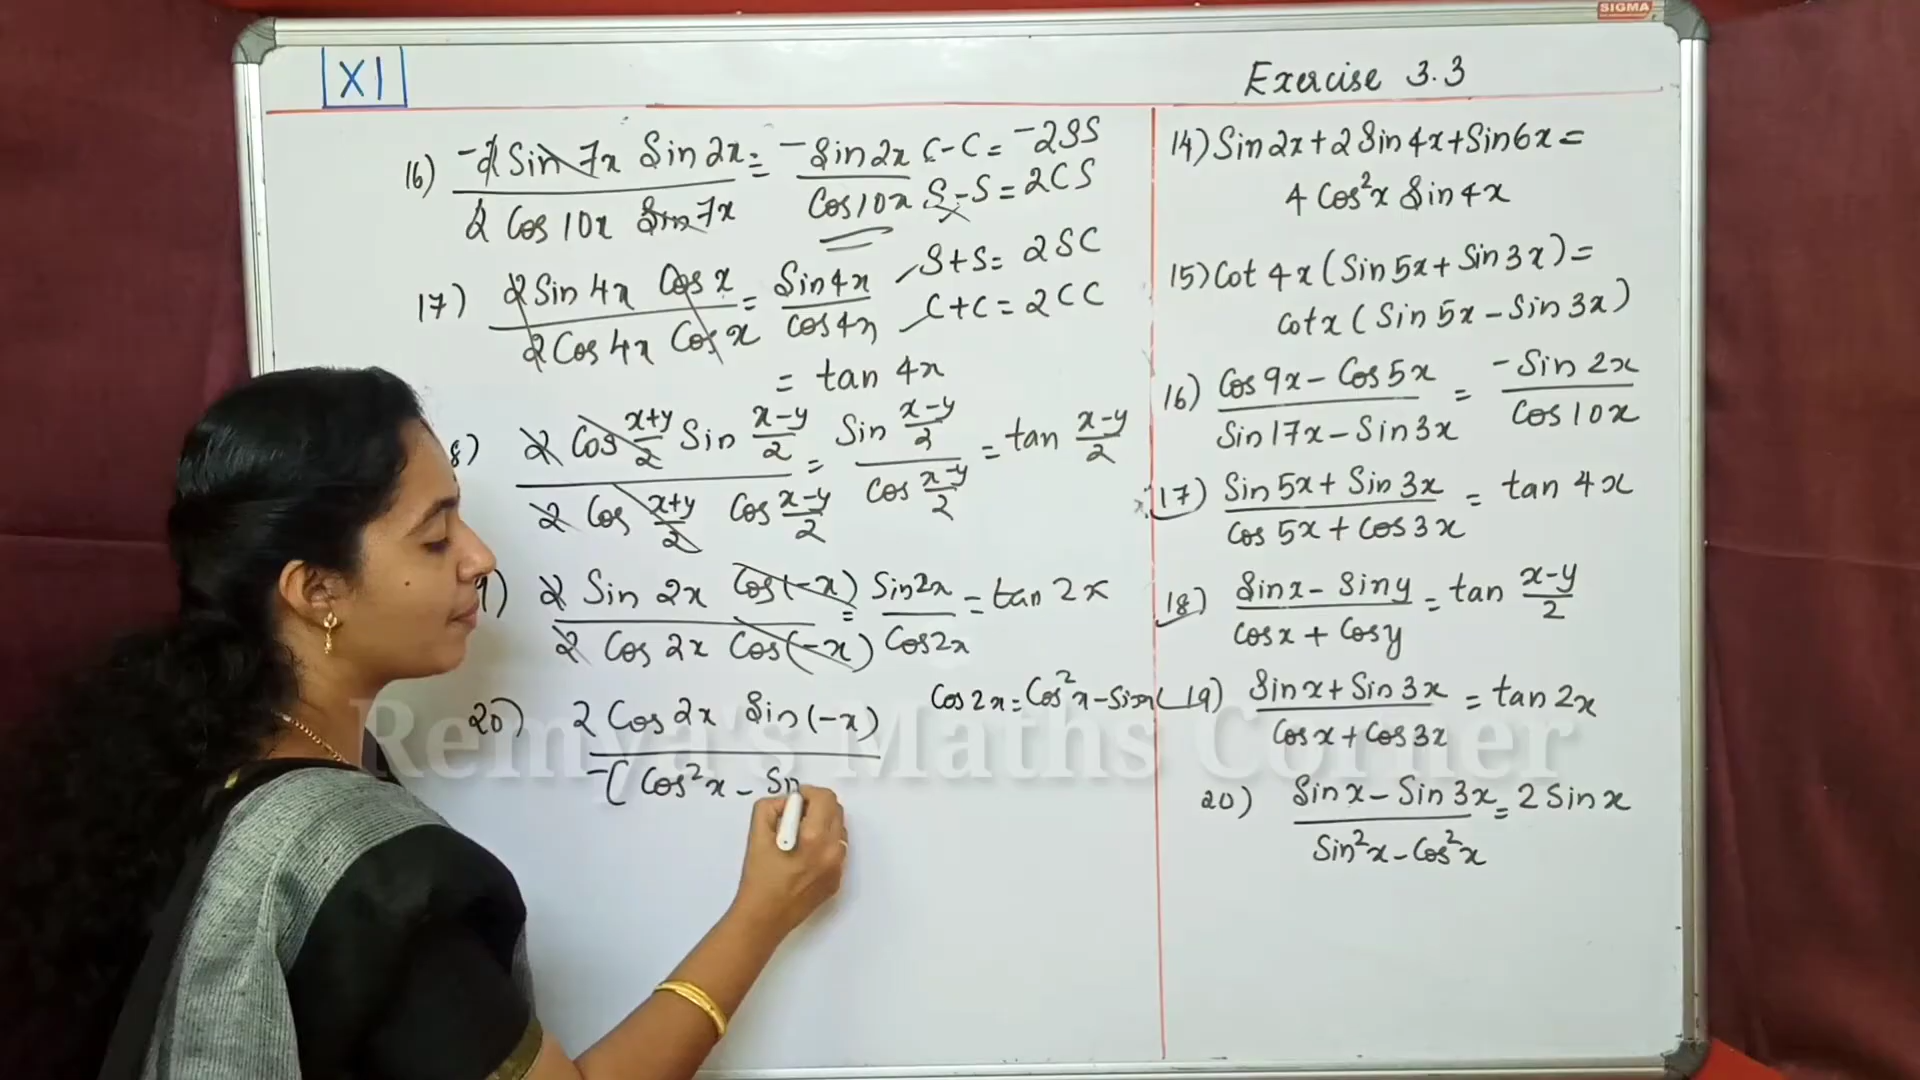 SIGMA
XI
Exercise 3.3
16) -2 Sin 7x Sin 2x / 2 Cos 10x Sin 7x = -Sin 2x / Cos 10x
C-C = -2SS
S-S = 2CS
17) 2 Sin 4x Cos x / 2 Cos 4x Cos x = Sin 4x / Cos 4x
S+S = 2SC
C+C = 2CC
= tan 4x
8) 2 Cos x+y/2 Sin x-y/2 / 2 Cos x+y/2 Cos x-y/2 = Sin x-y/2 / Cos x-y/2 = tan x-y/2
9) 2 Sin 2x Cos(-x) / 2 Cos 2x Cos(-x) = Sin 2x / Cos 2x = tan 2x
20) 2 Cos 2x Sin(-x) / -( Cos²x - Sin
Cos 2x = Cos²x - Sin
14) Sin 2x + 2 Sin 4x + Sin 6x =
4 Cos²x Sin 4x
15) Cot 4x ( Sin 5x + Sin 3x ) =
Cot x ( Sin 5x - Sin 3x )
16) Cos 9x - Cos 5x / Sin 17x - Sin 3x = -Sin 2x / Cos 10x
17) Sin 5x + Sin 3x / Cos 5x + Cos 3x = tan 4x
18) Sin x - Sin y / Cos x + Cos y = tan x-y/2
19) Sin x + Sin 3x / Cos x + Cos 3x = tan 2x
20) Sin x - Sin 3x / Sin²x - Cos²x = 2 Sin x
Remya's Maths Corner